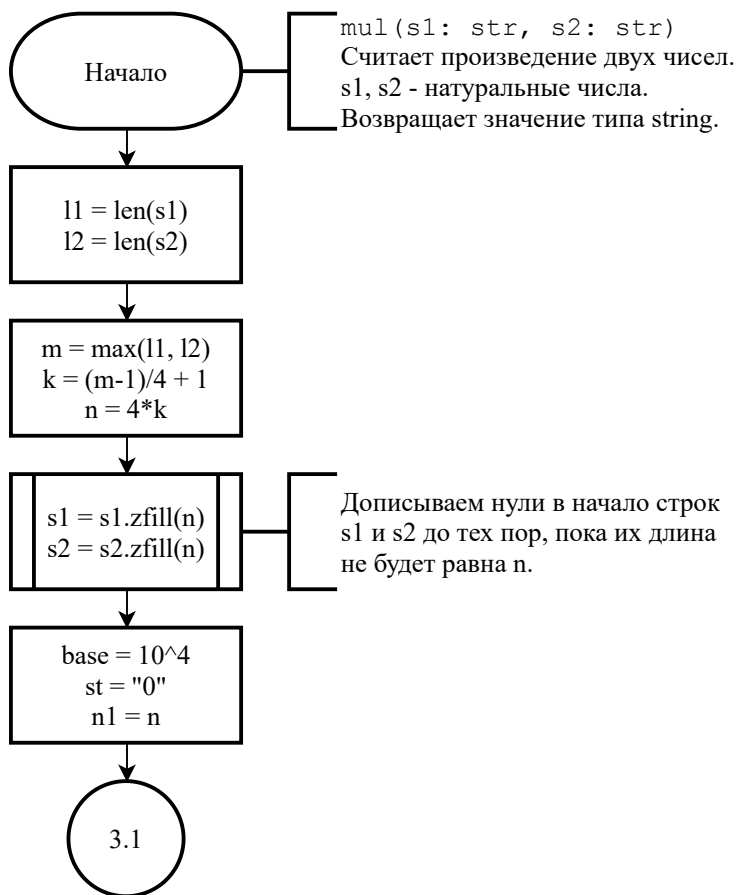 Начало
mul(s1: str, s2: str)
Считает произведение двух чисел.
s1, s2 - натуральные числа.
Возвращает значение типа string.
l1 = len(s1)
l2 = len(s2)
m = max(l1, l2)
k = (m-1)/4 + 1
n = 4*k
s1 = s1.zfill(n)
s2 = s2.zfill(n)
Дописываем нули в начало строк
s1 и s2 до тех пор, пока их длина
не будет равна n.
base = 10^4
st = "0"
n1 = n
3.1